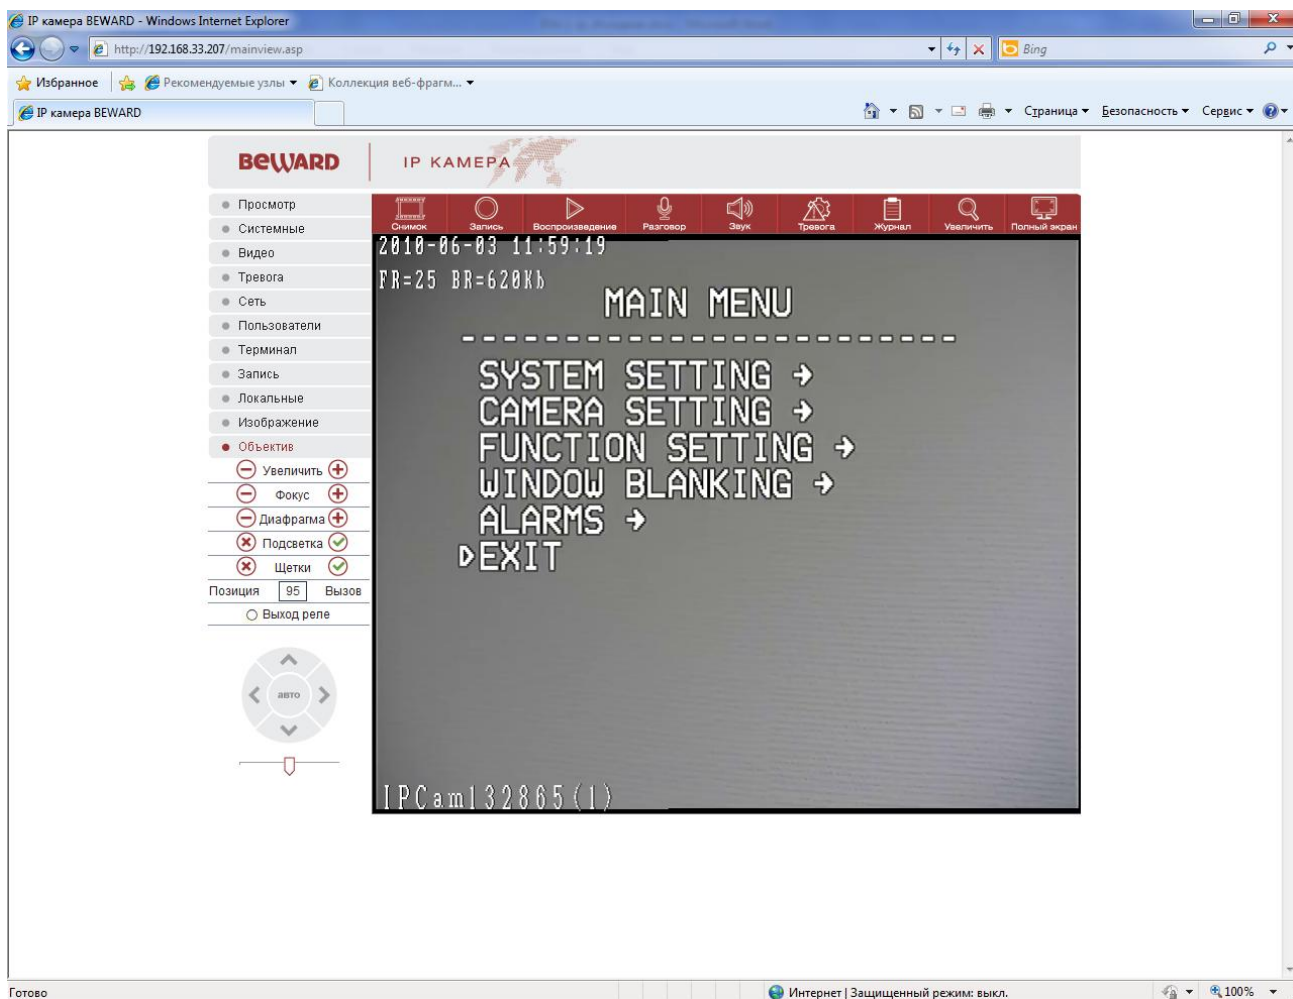 IP камера BEWARD - Windows Internet Explorer
http://192.168.33.207/mainview.asp
Bing
Избранное
Рекомендуемые узлы
Коллекция веб-фрагм...
IP камера BEWARD
Страница
Безопасность
Сервис
BEWARD
IP КАМЕРА
Просмотр
Системные
Видео
Тревога
Сеть
Пользователи
Терминал
Запись
Локальные
Изображение
Объектив
Увеличить
Фокус
Диафрагма
Подсветка
Щетки
Позиция 95 Вызов
Выход реле
авто
Снимок
Запись
Воспроизведение
Разговор
Звук
Тревога
Журнал
Увеличить
Полный экран
2010-06-03 11:59:19
FR=25 BR=620Kb
MAIN MENU
------------------------
SYSTEM SETTING →
CAMERA SETTING →
FUNCTION SETTING →
WINDOW BLANKING →
ALARMS →
EXIT
IPCam132865(1)
Готово
Интернет | Защищенный режим: выкл.
100%